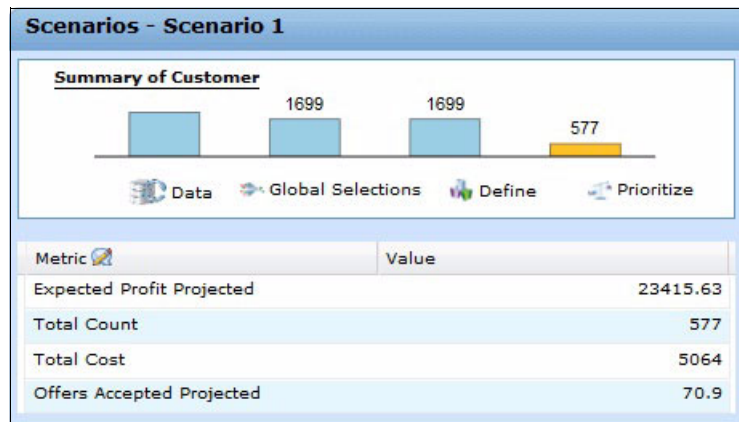 Scenarios - Scenario 1
Summary of Customer
1699 1699 577
Data Global Selections Define Prioritize
Metric Value
Expected Profit Projected 23415.63
Total Count 577
Total Cost 5064
Offers Accepted Projected 70.9